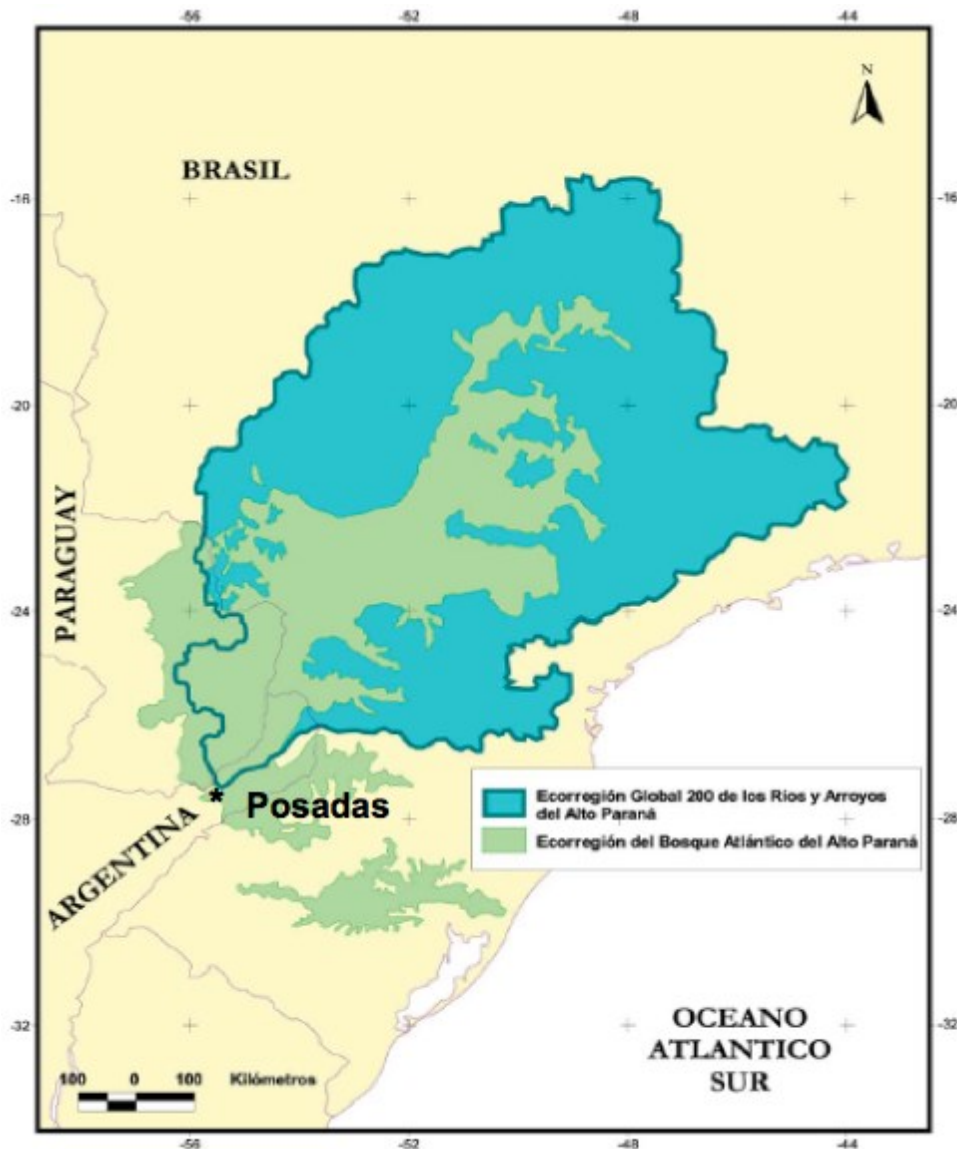 -56
-52
-48
-44
N
BRASIL
-16
-16
-20
-20
PARAGUAY
-24
-24
Posadas
Ecorregión Global 200 de los Ríos y Arroyos
del Alto Paraná
Ecorregión del Bosque Atlántico del Alto Paraná
-28
-28
ARGENTINA
-32
-32
OCEANO
ATLANTICO
SUR
100 0 100 Kilómetros
-56
-52
-48
-44